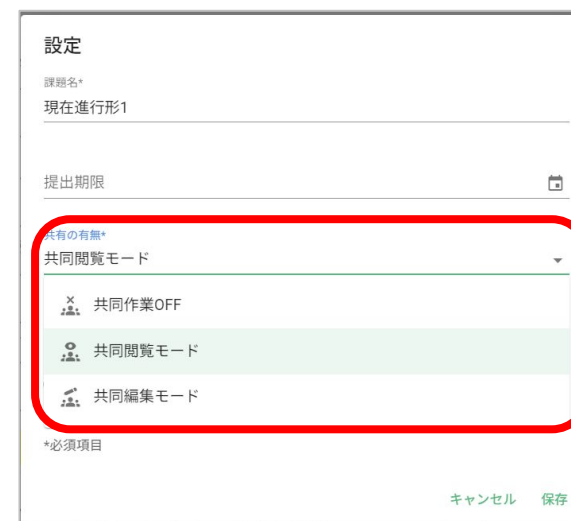 設定
課題名*
現在進行形1
提出期限
共有の有無*
共同閲覧モード
共同作業OFF
共同閲覧モード
共同編集モード
*必須項目
キャンセル 保存